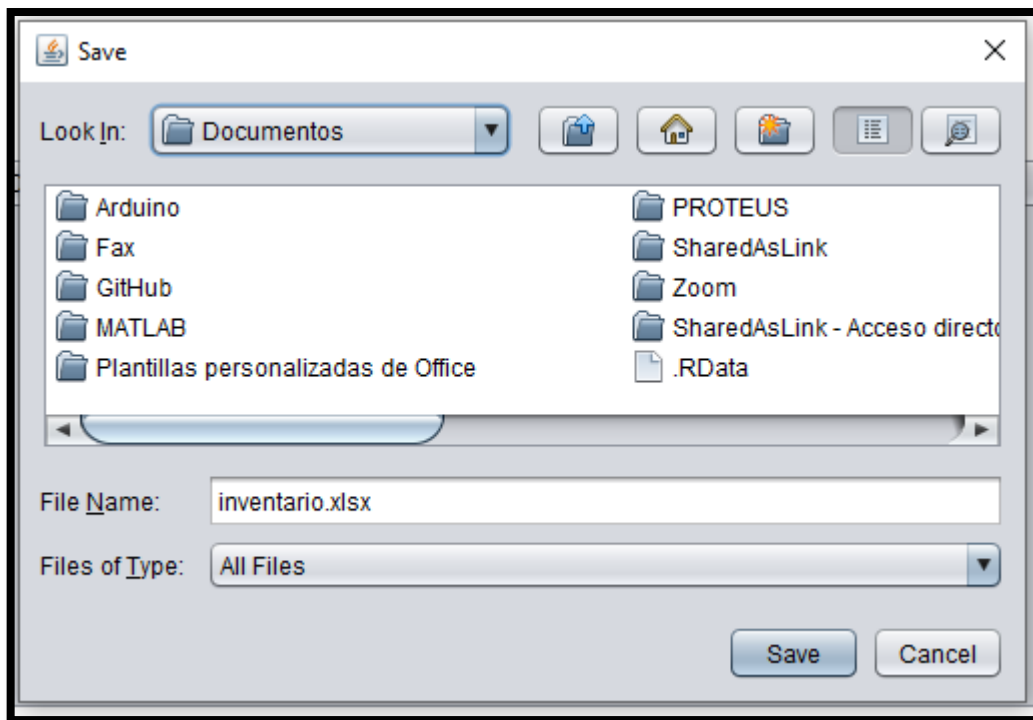 Save
Look In: Documentos
Arduino
Fax
GitHub
MATLAB
Plantillas personalizadas de Office
PROTEUS
SharedAsLink
Zoom
SharedAsLink - Acceso directo
.RData
File Name: inventario.xlsx
Files of Type: All Files
Save Cancel